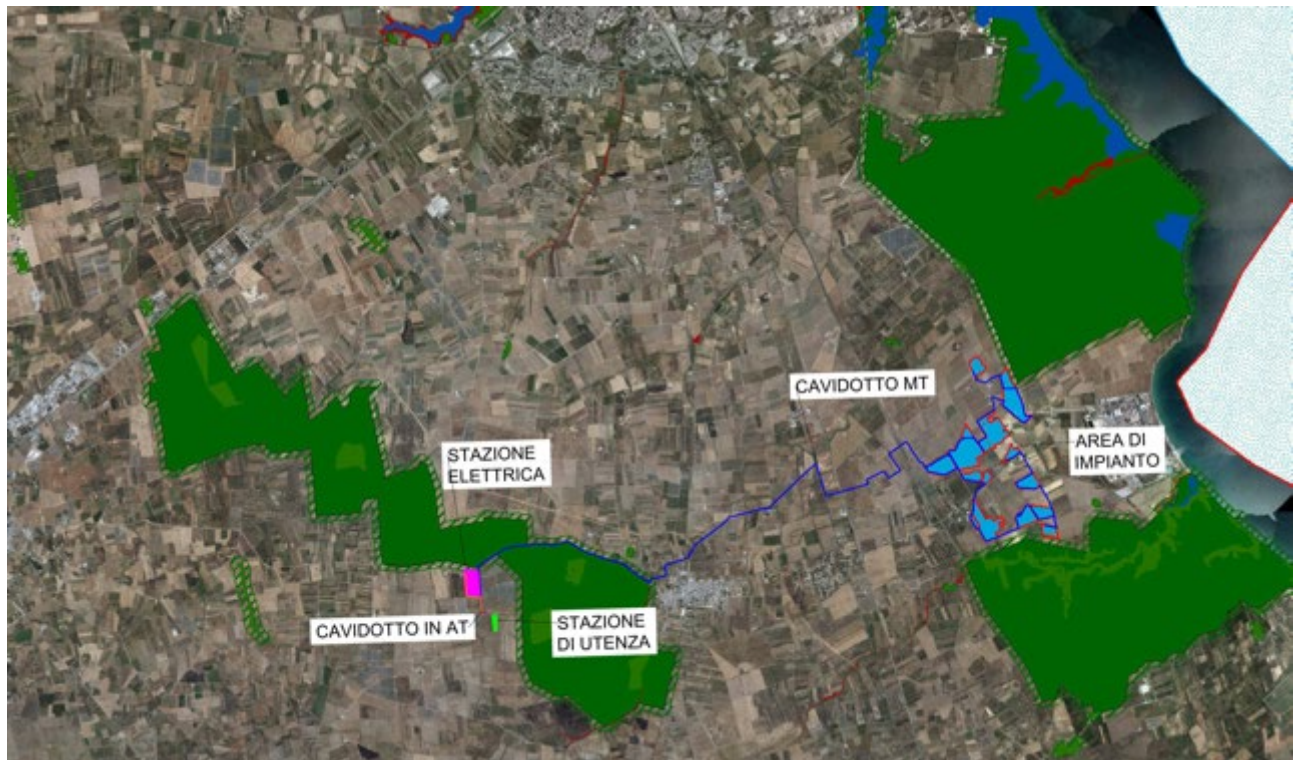 CAVIDOTTO MT
AREA DI
IMPIANTO
STAZIONE
ELETTRICA
CAVIDOTTO IN AT
STAZIONE
DI UTENZA